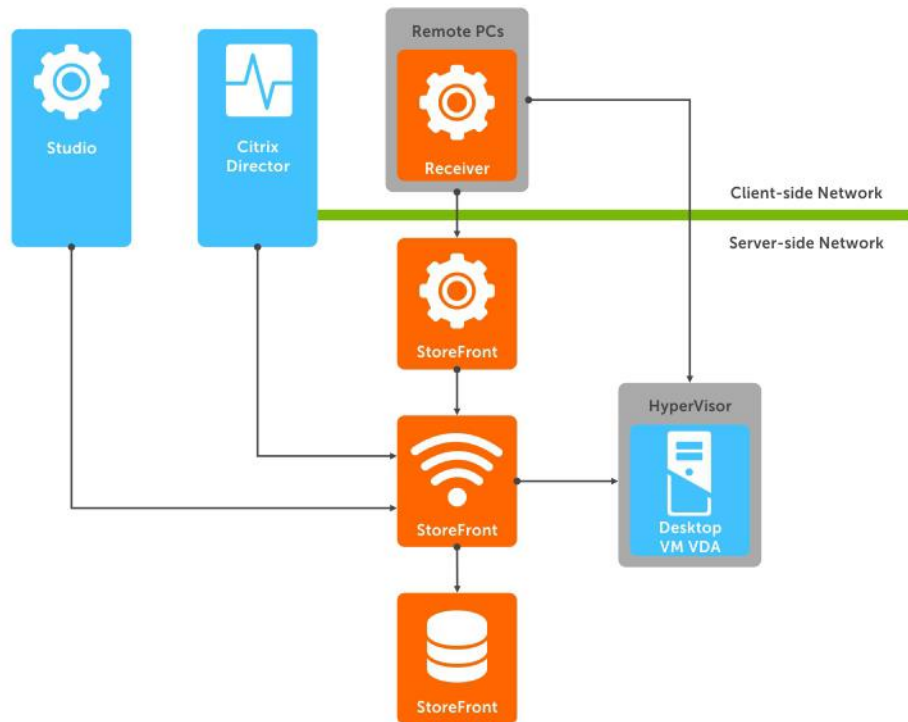 Remote PCs
Studio
Citrix
Director
Receiver
Client-side Network
Server-side Network
StoreFront
HyperVisor
StoreFront
Desktop
VM VDA
StoreFront